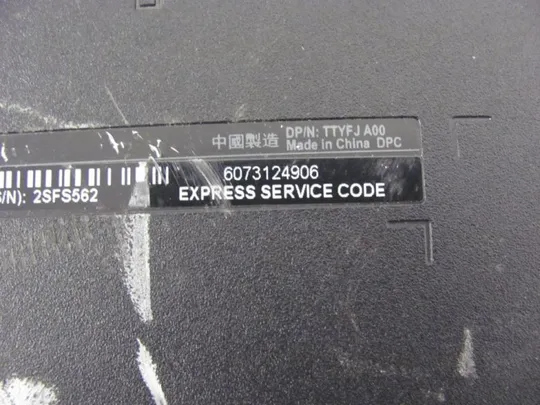 中國製造 DP/N: TTYFJ A00
Made in China DPC
6073124906
S/N): 2SFS562 EXPRESS SERVICE CODE